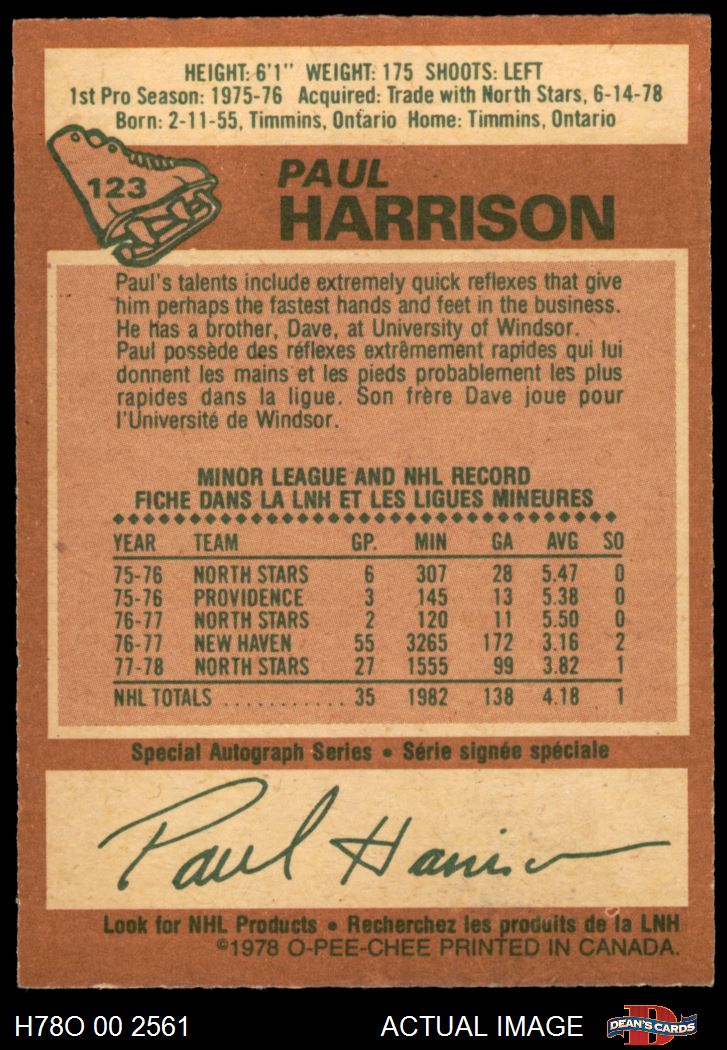 HEIGHT: 6'1" WEIGHT: 175 SHOOTS: LEFT
1st Pro Season: 1975-76 Acquired: Trade with North Stars, 6-14-78
Born: 2-11-55, Timmins, Ontario Home: Timmins, Ontario
123
PAUL
HARRISON
Paul's talents include extremely quick reflexes that give
him perhaps the fastest hands and feet in the business.
He has a brother, Dave, at University of Windsor.
Paul possède des réflexes extrêmement rapides qui lui
donnent les mains et les pieds probablement les plus
rapides dans la ligue. Son frère Dave joue pour
l'Université de Windsor.
MINOR LEAGUE AND NHL RECORD
FICHE DANS LA LNH ET LES LIGUES MINEURES
YEAR TEAM GP. MIN GA AVG SO
75-76 NORTH STARS 6 307 28 5.47 0
75-76 PROVIDENCE 3 145 13 5.38 0
76-77 NORTH STARS 2 120 11 5.50 0
76-77 NEW HAVEN 55 3265 172 3.16 2
77-78 NORTH STARS 27 1555 99 3.82 1
NHL TOTALS ........... 35 1982 138 4.18 1
Special Autograph Series • Série signée spéciale
Paul Harrison
Look for NHL Products • Recherchez les produits de la LNH
©1978 O-PEE-CHEE PRINTED IN CANADA.
H78O 00 2561 ACTUAL IMAGE D DEAN'S CARDS